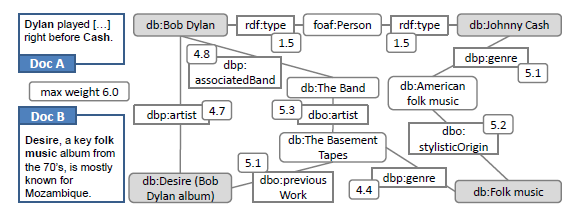 Dylan played [...]
right before Cash.
Doc A
max weight 6.0
Doc B
Desire, a key folk
music album from
the 70's, is mostly
known for
Mozambique.
db:Bob Dylan
rdf:type
foaf:Person
rdf:type
db:Johnny Cash
1.5
1.5
4.8
dbp:
associatedBand
dbp:genre
5.1
db:The Band
db:American
folk music
dbp:artist
4.7
5.3
dbo:artist
dbo:
stylisticOrigin
5.2
db:The Basement
Tapes
5.1
dbo:previous
Work
dbp:genre
4.4
db:Desire (Bob
Dylan album)
db:Folk music